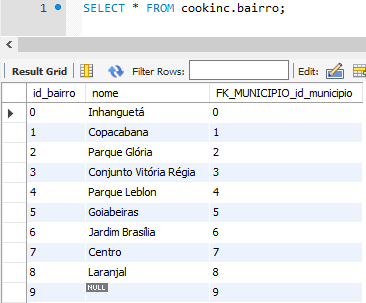 1 SELECT * FROM cookinc.bairro;
Result Grid Filter Rows: Edit:
id_bairro nome FK_MUNICIPIO_id_municipio
0 Inhanguetá 0
1 Copacabana 1
2 Parque Glória 2
3 Conjunto Vitória Régia 3
4 Parque Leblon 4
5 Goiabeiras 5
6 Jardim Brasília 6
7 Centro 7
8 Laranjal 8
9 NULL 9